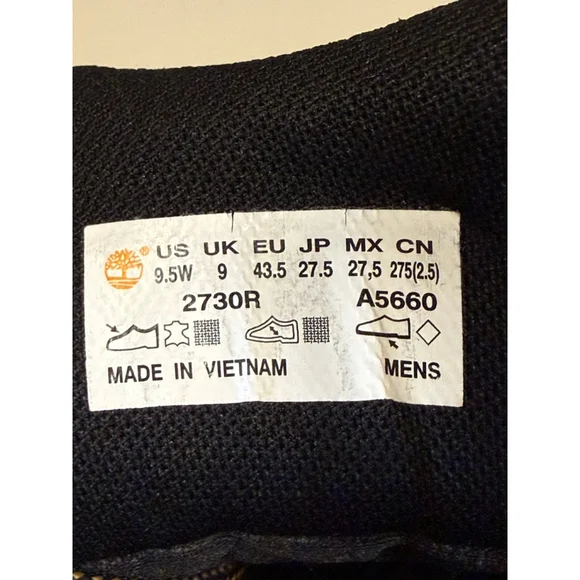 ® US UK EU JP MX CN
9.5W 9 43.5 27.5 27,5 275(2.5)
2730R A5660
MADE IN VIETNAM MENS